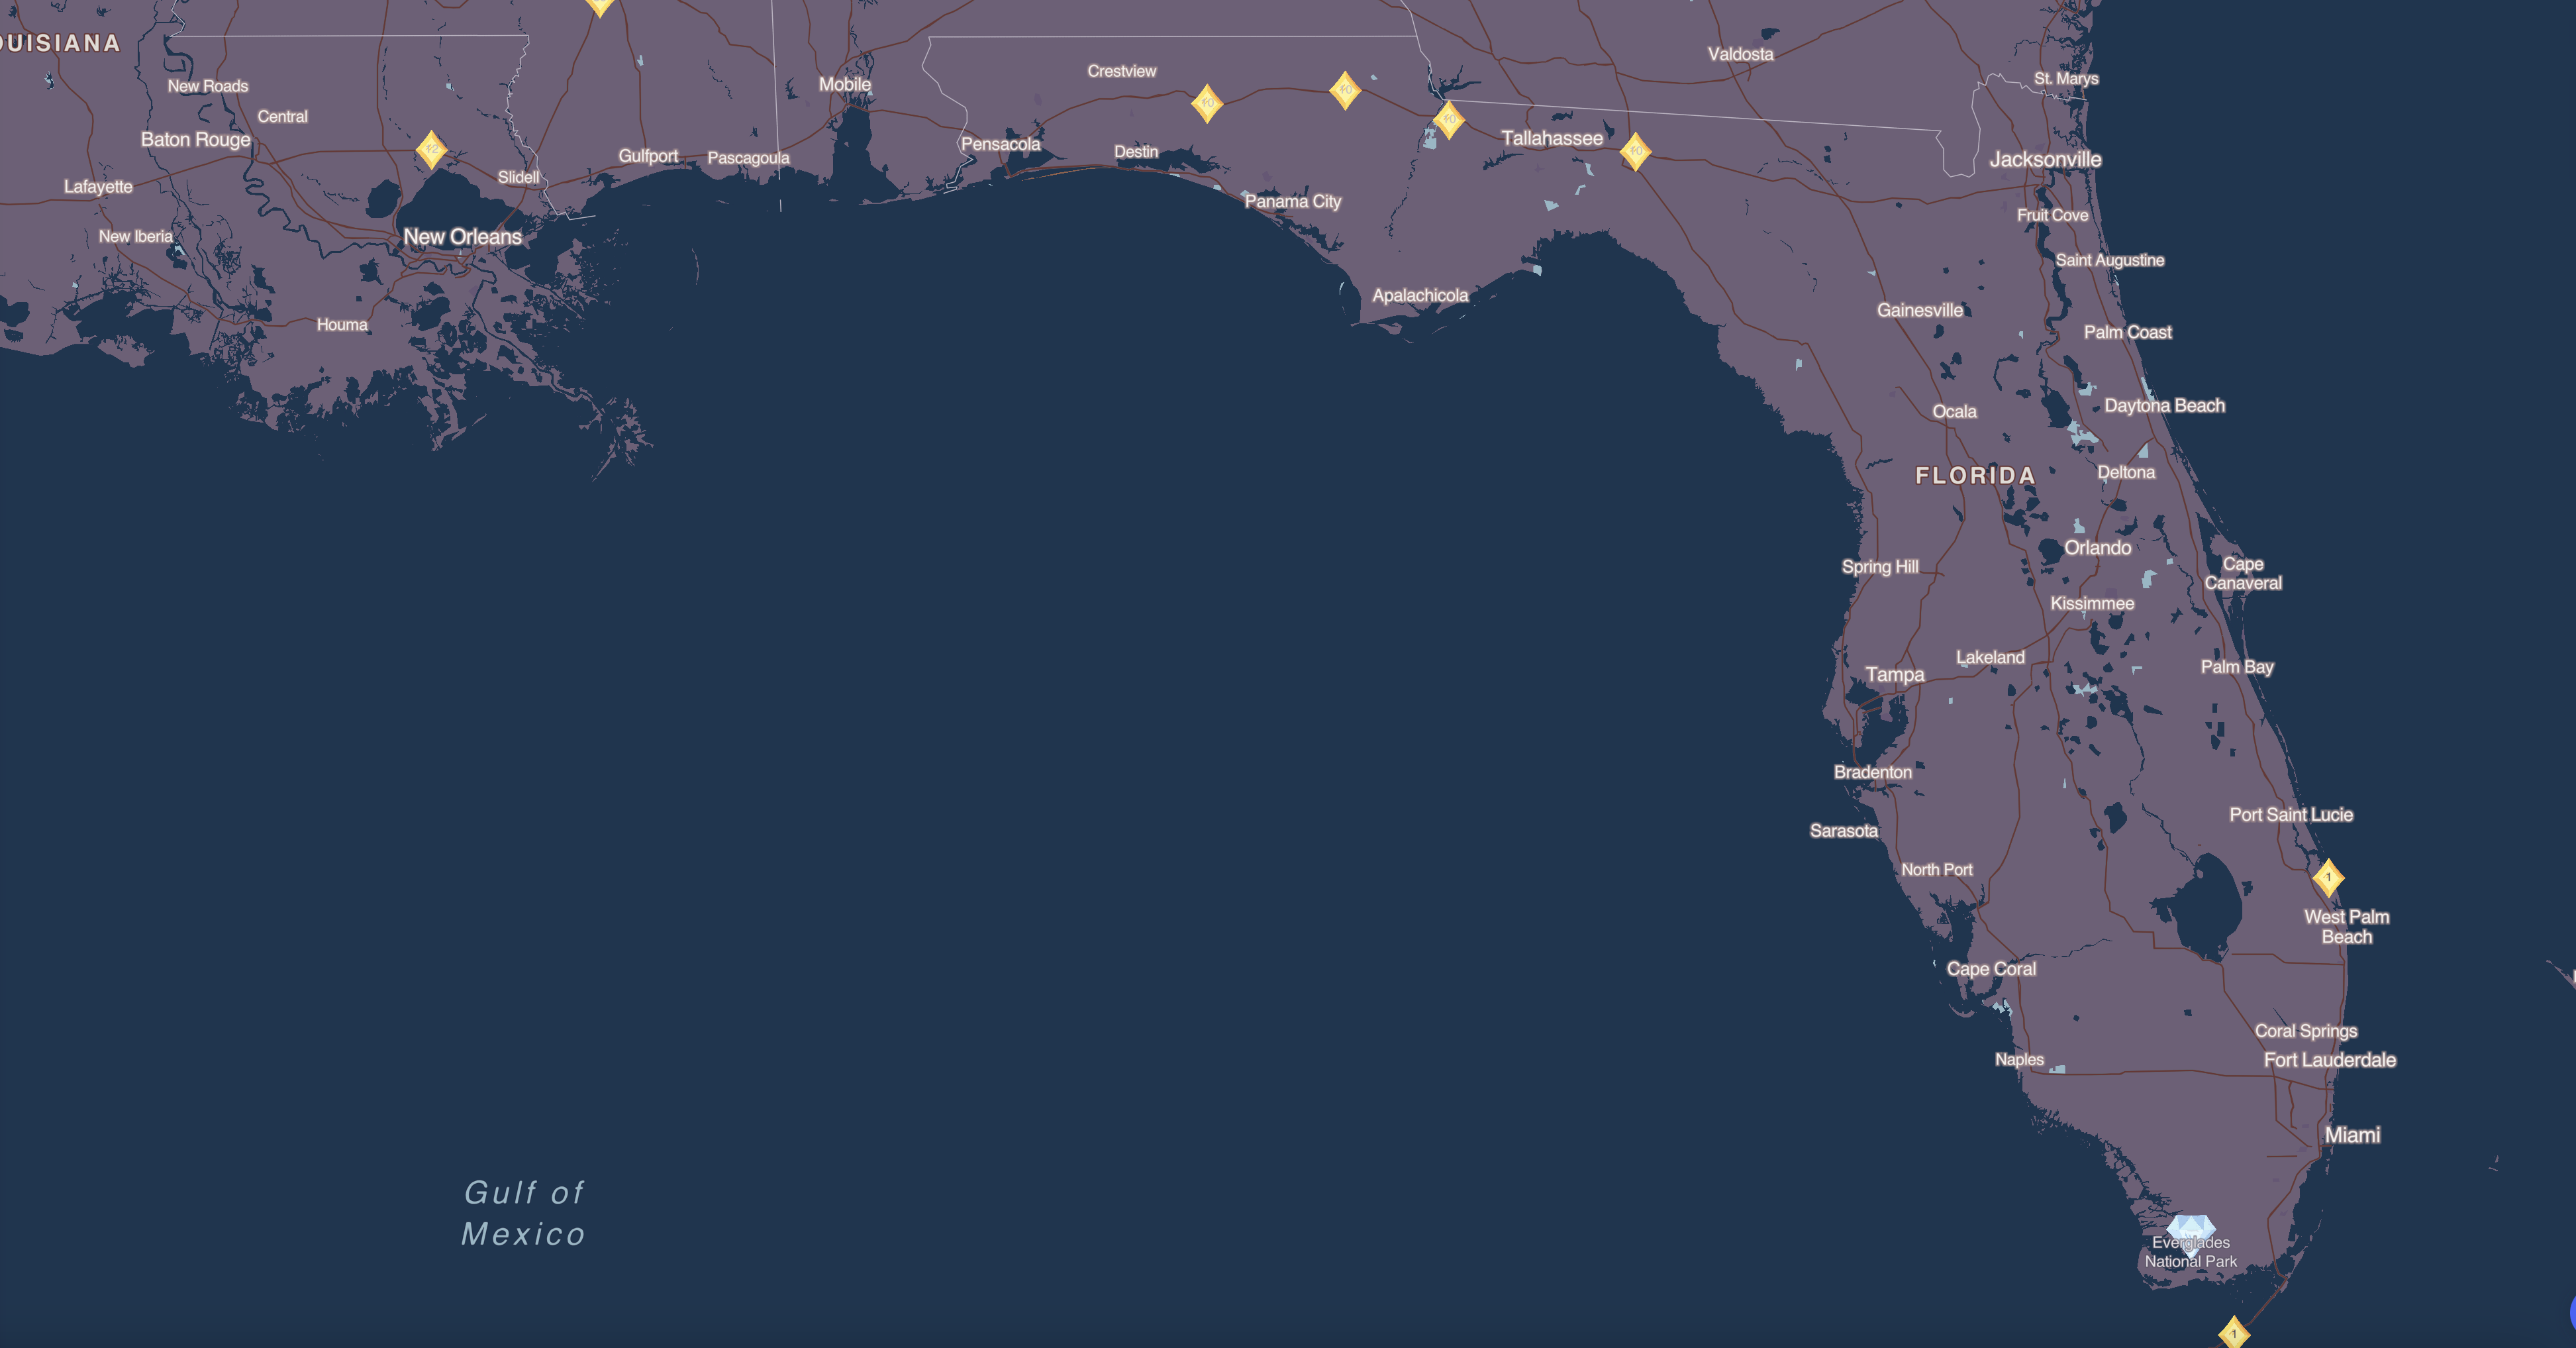 OUISIANA
Valdosta
Crestview
St. Marys
New Roads
Mobile
Central
Baton Rouge
Pensacola
Destin
Tallahassee
Jacksonville
Gulfport
Pascagoula
Slidell
Lafayette
Panama City
Fruit Cove
New Iberia
New Orleans
Saint Augustine
Apalachicola
Gainesville
Houma
Palm Coast
Daytona Beach
Ocala
FLORIDA
Deltona
Orlando
Spring Hill
Cape
Canaveral
Kissimmee
Lakeland
Palm Bay
Tampa
Bradenton
Port Saint Lucie
Sarasota
North Port
1
West Palm
Beach
Cape Coral
Coral Springs
Naples
Fort Lauderdale
Miami
Gulf of
Mexico
Everglades
National Park
1